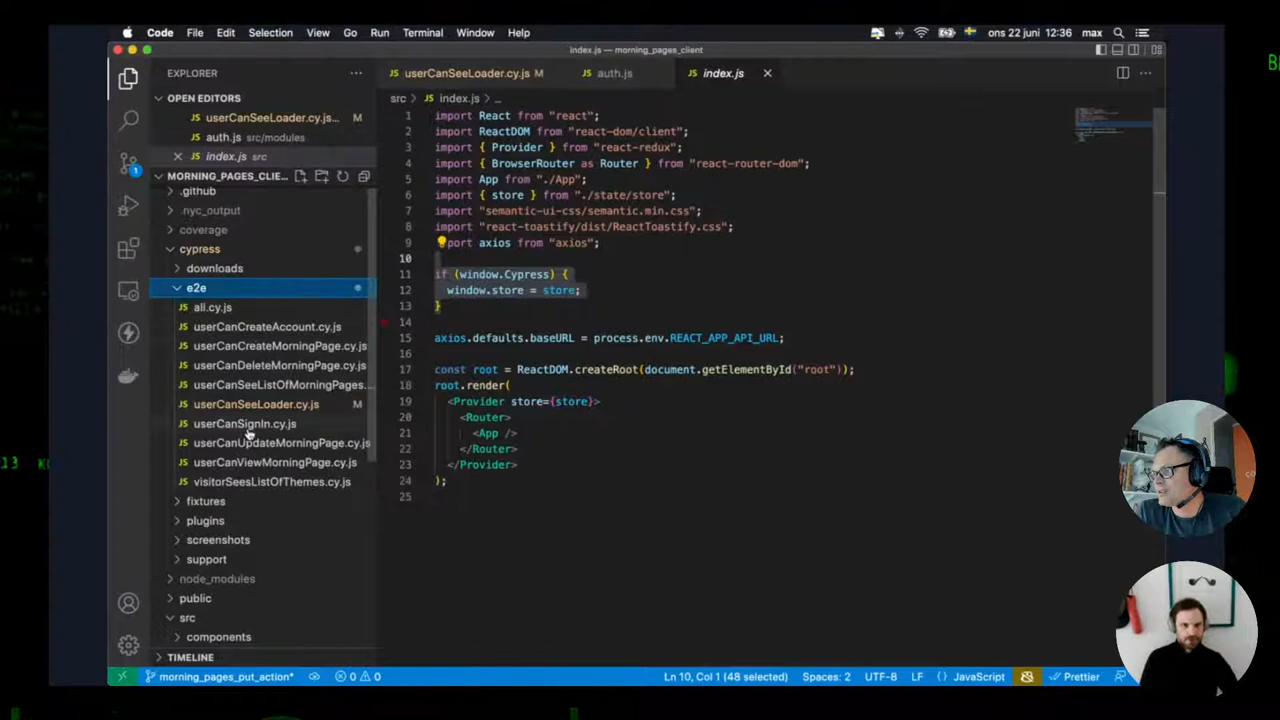 Code File Edit Selection View Go Run Terminal Window Help
ons 22 juni 12:36 max
index.js — morning_pages_client
EXPLORER
OPEN EDITORS
userCanSeeLoader.cy.js... M
auth.js src/modules
index.js src
MORNING_PAGES_CLIE...
.github
.nyc_output
coverage
cypress
downloads
e2e
all.cy.js
userCanCreateAccount.cy.js
userCanCreateMorningPage.cy.js
userCanDeleteMorningPage.cy.js
userCanSeeListOfMorningPages...
userCanSeeLoader.cy.js M
userCanSignIn.cy.js
userCanUpdateMorningPage.cy.js
userCanViewMorningPage.cy.js
visitorSeesListOfThemes.cy.js
fixtures
plugins
screenshots
support
node_modules
public
src
components
TIMELINE
userCanSeeLoader.cy.js M
auth.js
index.js
src > index.js > ...
1 import React from "react";
2 import ReactDOM from "react-dom/client";
3 import { Provider } from "react-redux";
4 import { BrowserRouter as Router } from "react-router-dom";
5 import App from "./App";
6 import { store } from "./state/store";
7 import "semantic-ui-css/semantic.min.css";
8 import "react-toastify/dist/ReactToastify.css";
9 port axios from "axios";
10
11 if (window.Cypress) {
12 window.store = store;
13 }
14
15 axios.defaults.baseURL = process.env.REACT_APP_API_URL;
16
17 const root = ReactDOM.createRoot(document.getElementById("root"));
18 root.render(
19 <Provider store={store}>
20 <Router>
21 <App />
22 </Router>
23 </Provider>
24 );
25
1
morning_pages_put_action* 0 0
Ln 10, Col 1 (48 selected) Spaces: 2 UTF-8 LF {} JavaScript Prettier
13